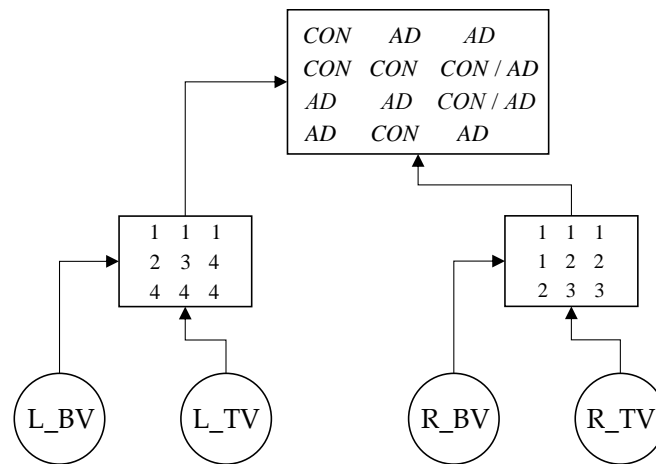 CON AD AD
CON CON CON / AD
AD AD CON / AD
AD CON AD
1 1 1
2 3 4
4 4 4
1 1 1
1 2 2
2 3 3
L_BV L_TV R_BV R_TV